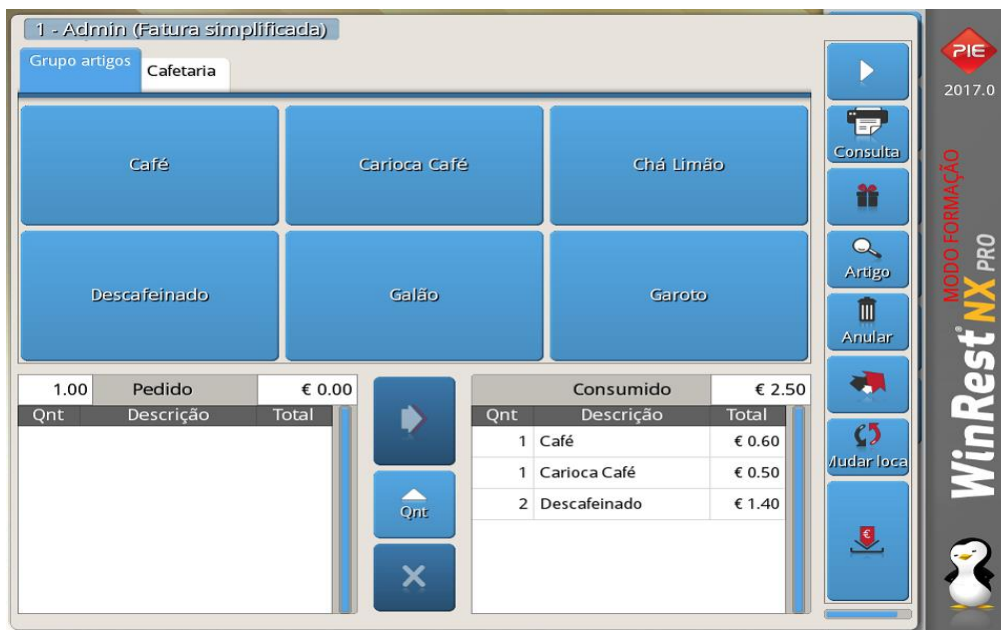 1 - Admin (Fatura simplificada)
Grupo artigos
Cafetaria
Café
Carioca Café
Chá Limão
Descafeinado
Galão
Garoto
1.00 Pedido € 0.00
Qnt Descrição Total
Qnt
Consumido € 2.50
Qnt Descrição Total
1 Café € 0.60
1 Carioca Café € 0.50
2 Descafeinado € 1.40
Consulta
Artigo
Anular
Mudar loca
€
PIE
2017.0
MODO FORMAÇÃO
WinRest NX PRO